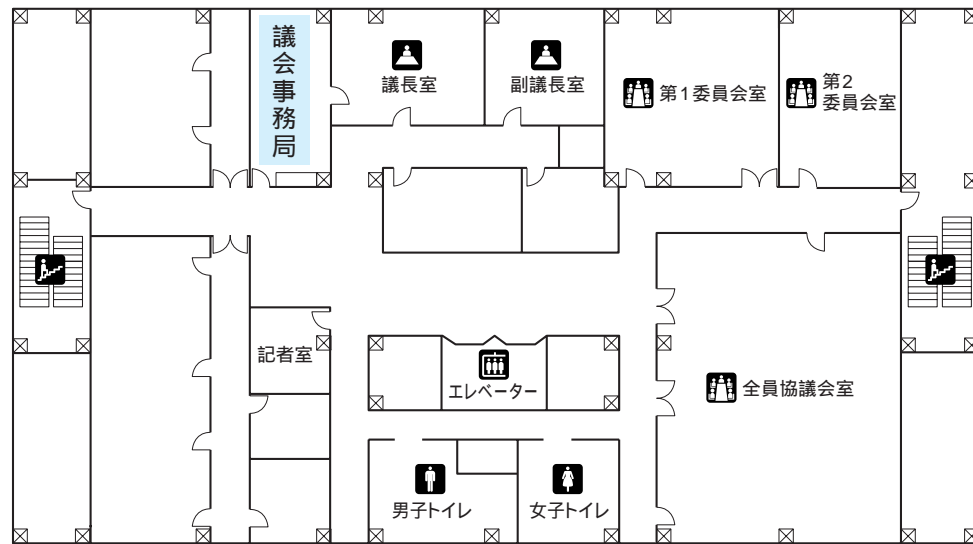 議会事務局
議長室
副議長室
第1委員会室
第2
委員会室
記者室
エレベーター
全員協議会室
男子トイレ
女子トイレ